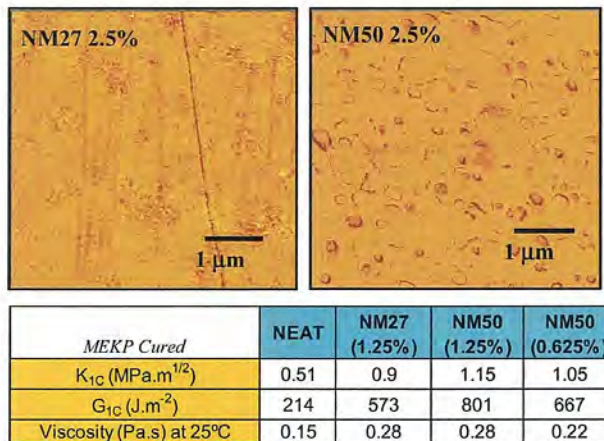 NM27 2.5%
1 μm
NM50 2.5%
1 μm
MEKP Cured NEAT NM27 (1.25%) NM50 (1.25%) NM50 (0.625%)
K1C (MPa.m1/2) 0.51 0.9 1.15 1.05
G1C (J.m-2) 214 573 801 667
Viscosity (Pa.s) at 25ºC 0.15 0.28 0.28 0.22